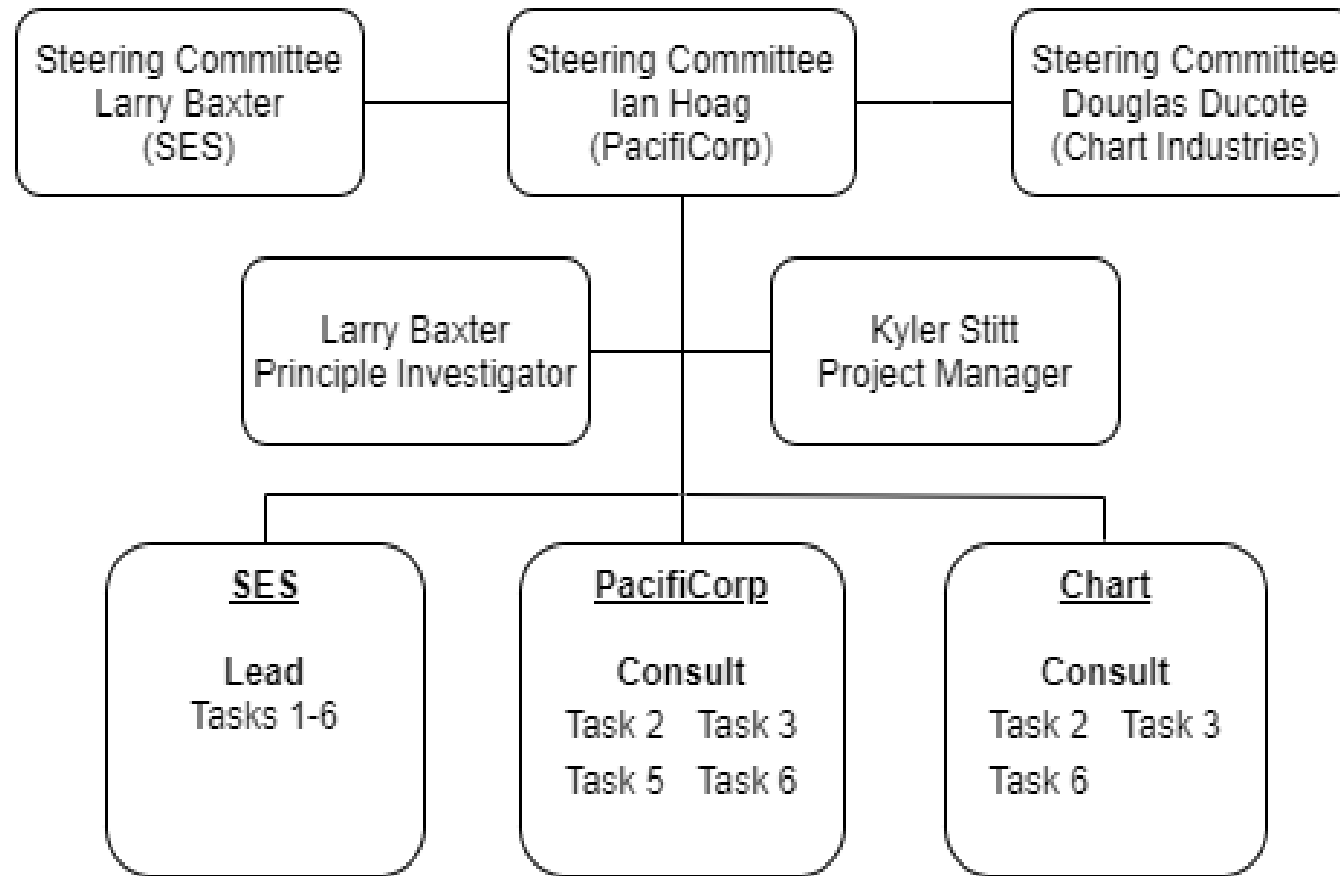 Steering Committee
Larry Baxter
(SES)
Steering Committee
Ian Hoag
(PacifiCorp)
Steering Committee
Douglas Ducote
(Chart Industries)
Larry Baxter
Principle Investigator
Kyler Stitt
Project Manager
SES
Lead
Tasks 1-6
PacifiCorp
Consult
Task 2 Task 3
Task 5 Task 6
Chart
Consult
Task 2 Task 3
Task 6